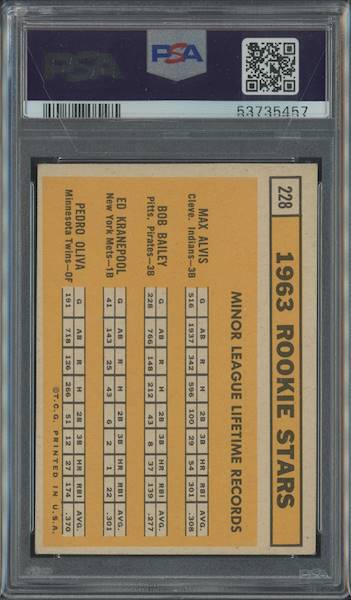 PSA
PSA
53735457
228
1963 ROOKIE STARS
MINOR LEAGUE LIFETIME RECORDS
MAX ALVIS
Cleve. Indians-3B
G AB R H 2B 3B HR RBI AVG.
516 1937 342 596 100 29 54 301 .308
BOB BAILEY
Pitts. Pirates-3B
G AB R H 2B 3B HR RBI AVG.
228 766 148 212 43 8 37 139 .277
ED KRANEPOOL
New York Mets-1B
G AB R H 2B 3B HR RBI AVG.
41 143 25 43 6 2 1 22 .301
PEDRO OLIVA
Minnesota Twins-OF
G AB R H 2B 3B HR RBI AVG.
191 718 136 266 51 12 27 174 .370
©T.C.G. PRINTED IN U.S.A.